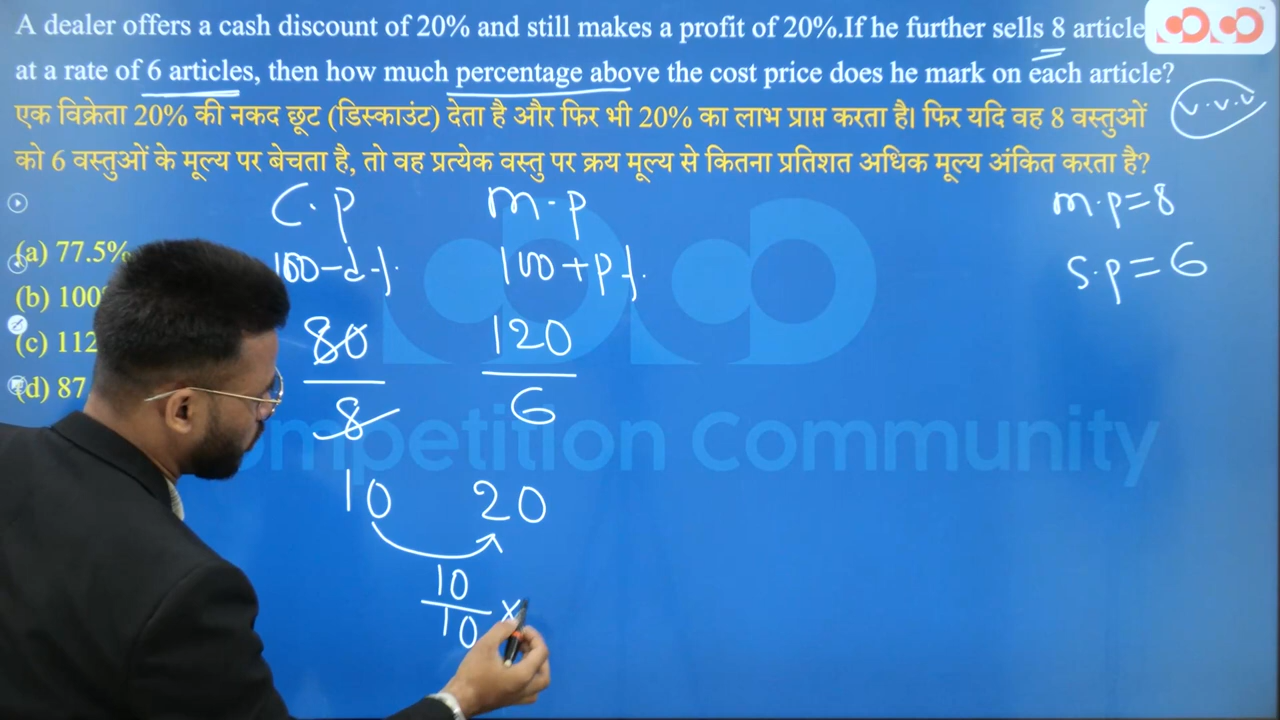 A dealer offers a cash discount of 20% and still makes a profit of 20%.If he further sells 8 article
at a rate of 6 articles, then how much percentage above the cost price does he mark on each article?
एक विक्रेता 20% की नकद छूट (डिस्काउंट) देता है और फिर भी 20% का लाभ प्राप्त करता है। फिर यदि वह 8 वस्तुओं
को 6 वस्तुओं के मूल्य पर बेचता है, तो वह प्रत्येक वस्तु पर क्रय मूल्य से कितना प्रतिशत अधिक मूल्य अंकित करता है?
v.v.v
C.P M.P
100-d-/. 100+P-/.
80 120
8 6
10 20
10
10 ×
m.p=8
S.p=6
(a) 77.5%
(b) 100
(c) 112
(d) 87
Competition Community